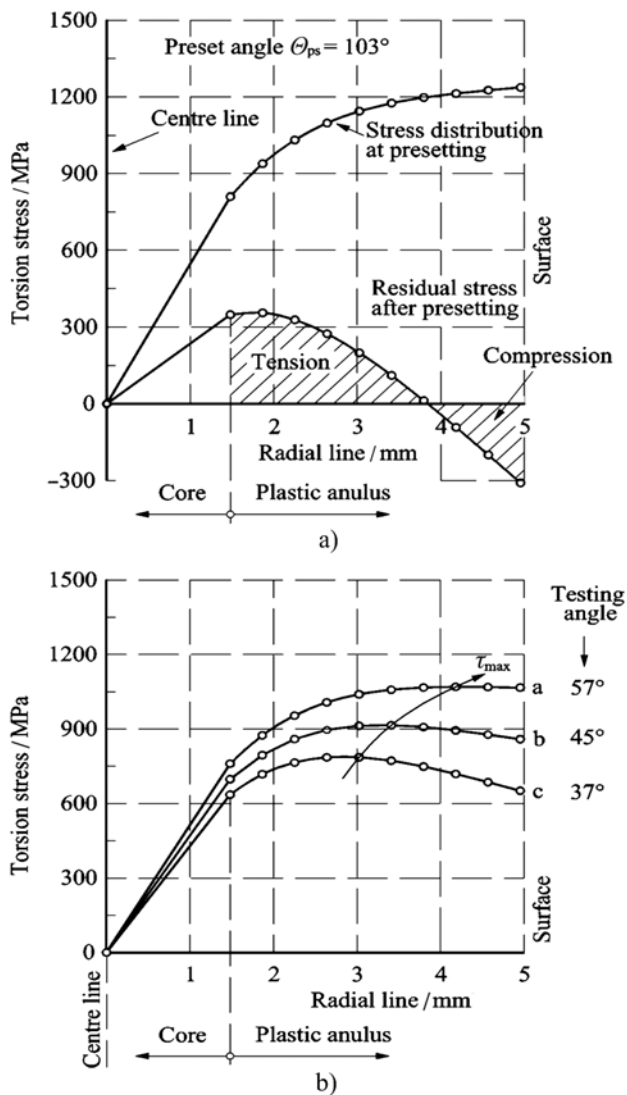 1500
1200
900
600
300
0
−300
Torsion stress / MPa
Preset angle Θps = 103°
Centre line
Stress distribution
at presetting
Surface
Residual stress
after presetting
Tension
Compression
1 2 3 4 5
Radial line / mm
Core
Plastic anulus
a)
1500
1200
900
600
300
0
Torsion stress / MPa
Testing
angle
τmax
a 57°
b 45°
c 37°
Surface
1 2 3 4 5
Radial line / mm
Centre line
Core
Plastic anulus
b)